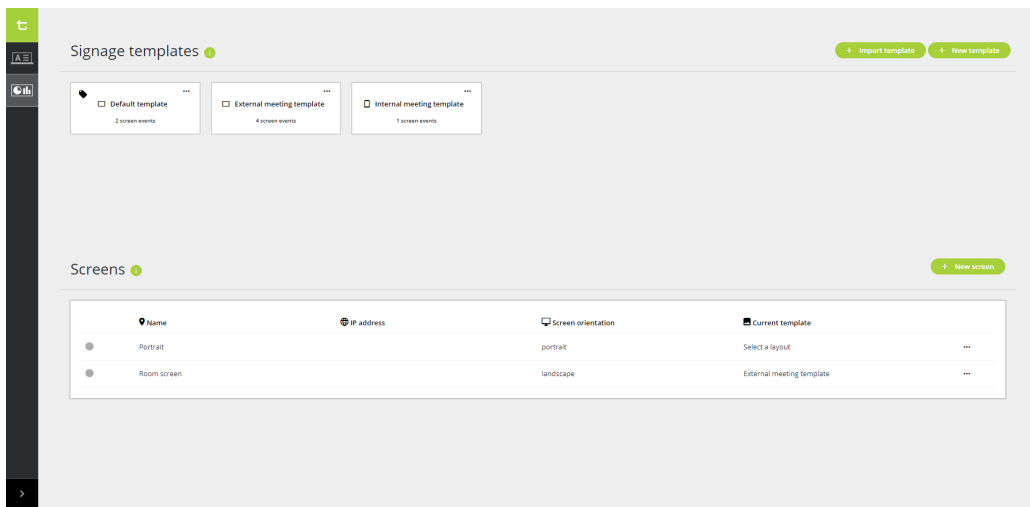 t
Signage templates i
+ Import template
+ New template
A
Default template
2 screen events
External meeting template
4 screen events
Internal meeting template
1 screen events
Screens i
+ New screen
Name IP address Screen orientation Current template
Portrait portrait Select a layout
Room screen landscape External meeting template